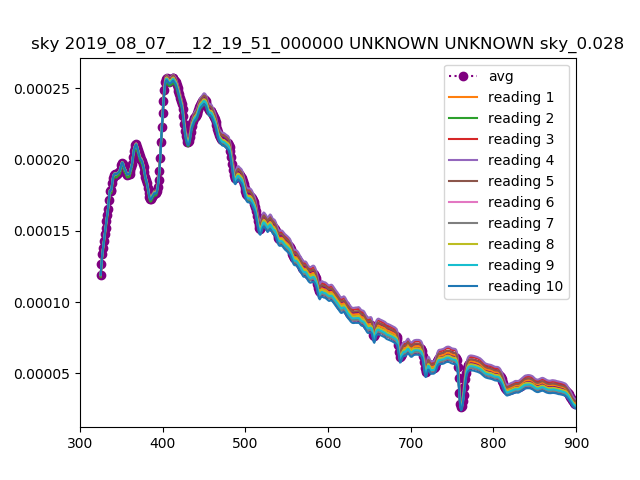 sky 2019_08_07___12_19_51_000000 UNKNOWN UNKNOWN sky_0.028
0.00025
0.00020
0.00015
0.00010
0.00005
300 400 500 600 700 800 900
avg
reading 1
reading 2
reading 3
reading 4
reading 5
reading 6
reading 7
reading 8
reading 9
reading 10